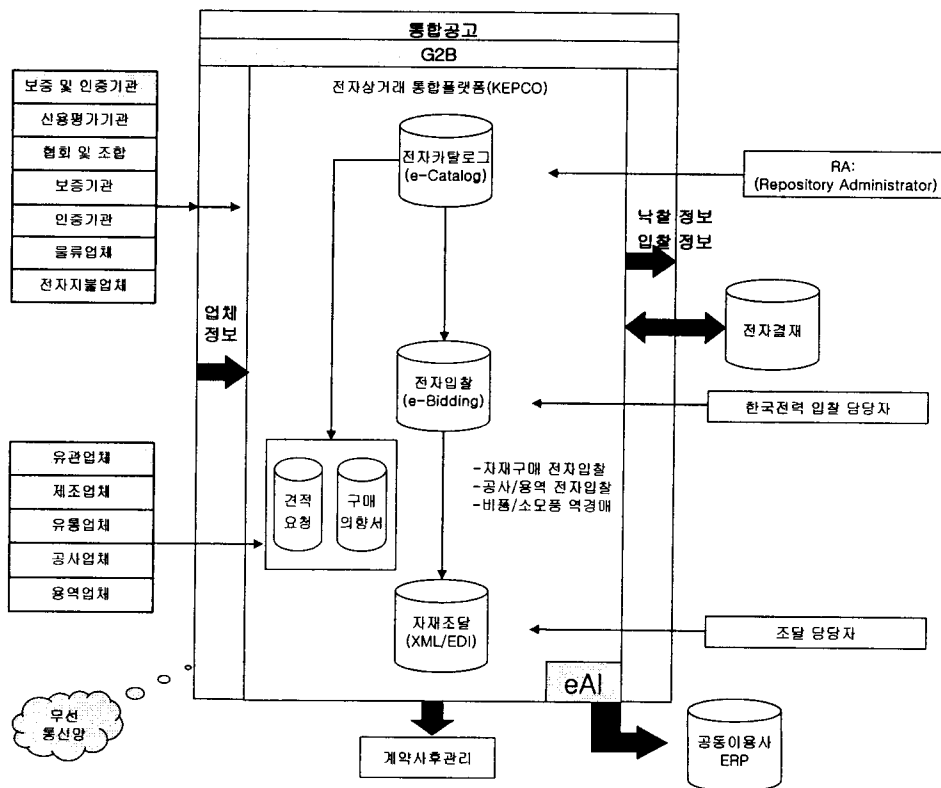 통합공고
G2B
전자상거래 통합플랫폼(KEPCO)
보증 및 인증기관
신용평가기관
협회 및 조합
보증기관
인증기관
물류업체
전자지불업체
전자카탈로그
(e-Catalog)
RA:
(Repository Administrator)
낙찰 정보
입찰 정보
업체
정보
전자결재
전자입찰
(e-Bidding)
한국전력 입찰 담당자
유관업체
제조업체
유통업체
공사업체
용역업체
견적
요청
구매
의향서
-자재구매 전자입찰
-공사/용역 전자입찰
-비품/소모품 역경매
자재조달
(XML/EDI)
조달 담당자
eAI
무선
통신망
계약사후관리
공동이용사
ERP